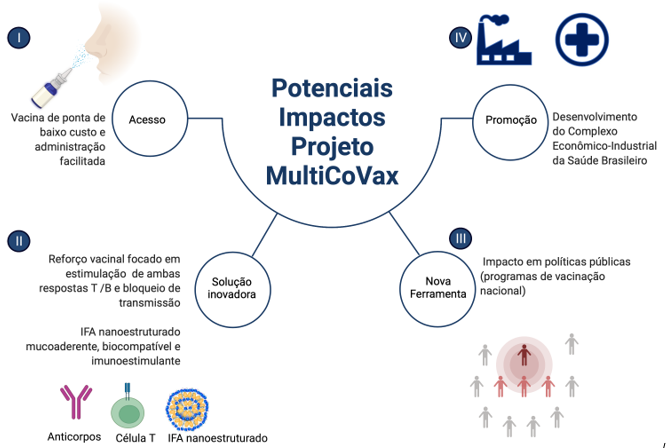 I
Vacina de ponta de
baixo custo e
administração
facilitada
Acesso
Potenciais
Impactos
Projeto
MultiCoVax
IV
Promoção
Desenvolvimento
do Complexo
Econômico-Industrial
da Saúde Brasileiro
II
Reforço vacinal focado em
estimulação de ambas
respostas T /B e bloqueio de
transmissão
Solução
inovadora
IFA nanoestruturado
mucoaderente, biocompatível e
imunoestimulante
Anticorpos
Célula T
IFA nanoestruturado
III
Nova
Ferramenta
Impacto em políticas públicas
(programas de vacinação
nacional)